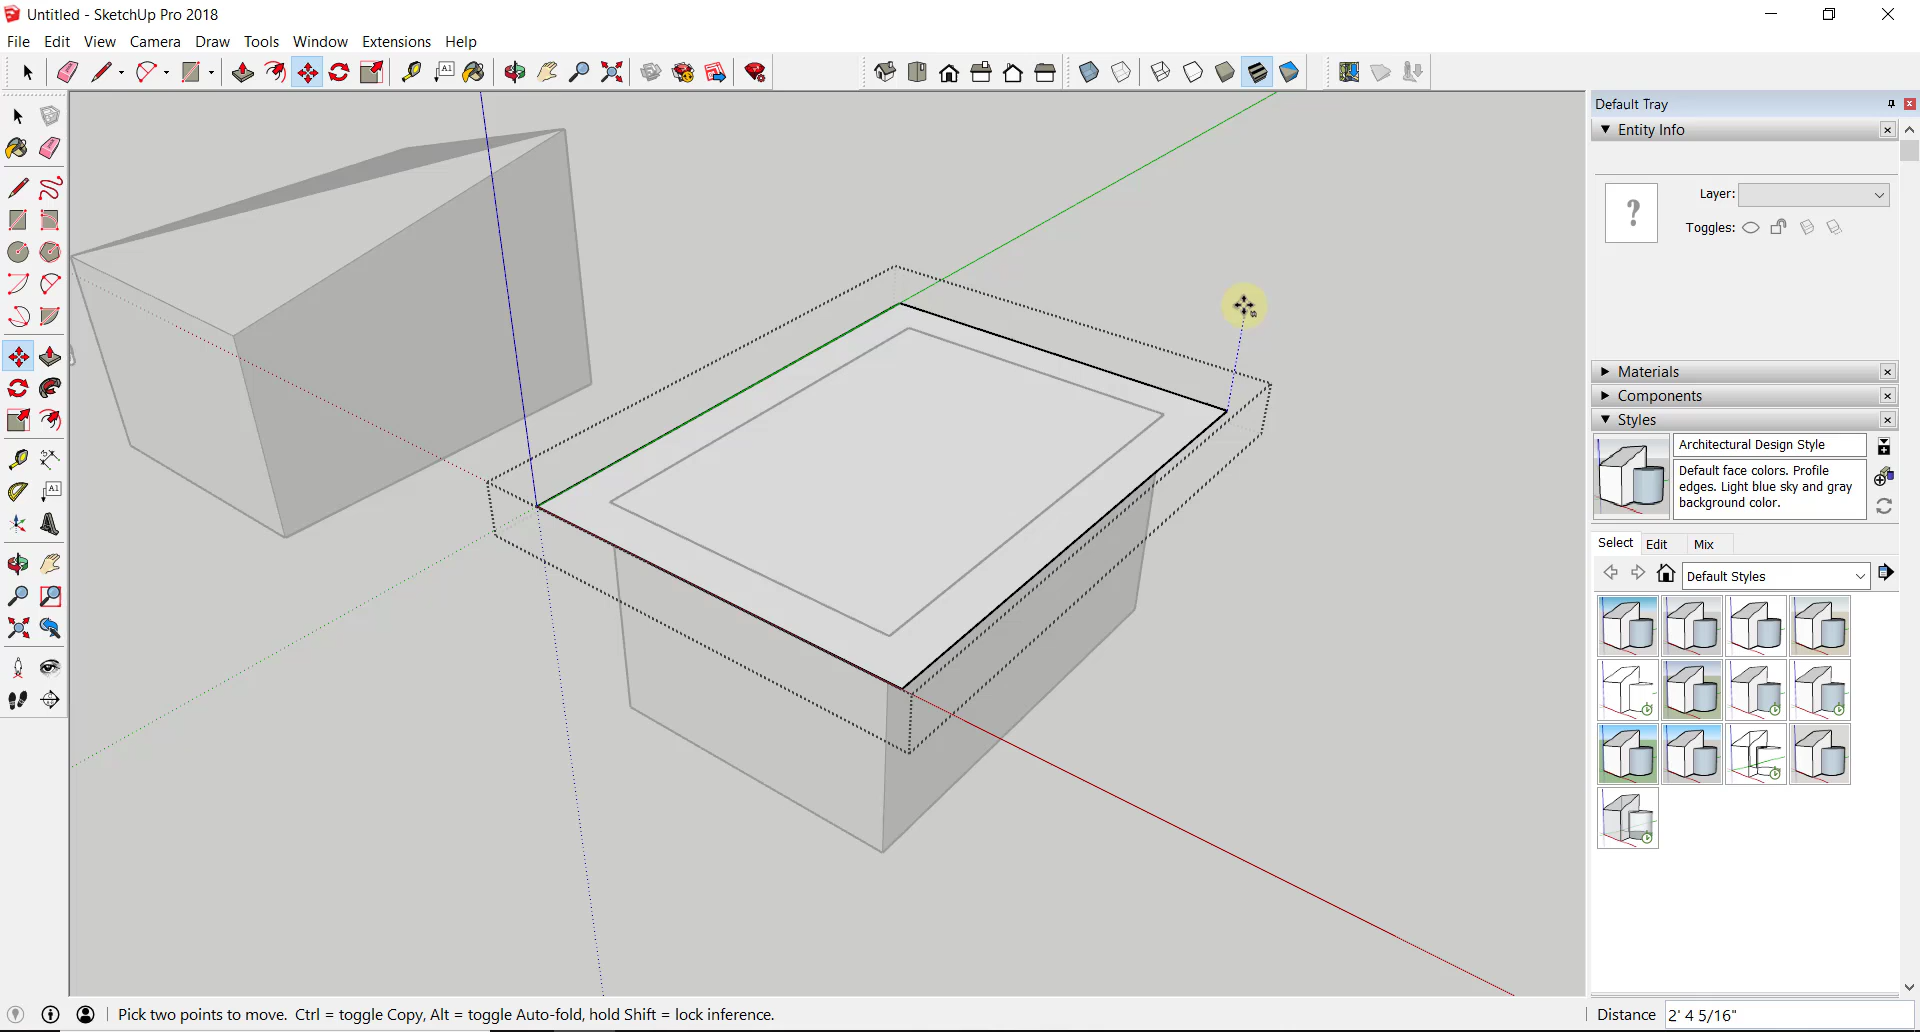 Untitled - SketchUp Pro 2018
File Edit View Camera Draw Tools Window Extensions Help
A1
Default Tray
Entity Info
A1
?
Layer:
Toggles:
Materials
Components
Styles
Architectural Design Style
Default face colors. Profile
edges. Light blue sky and gray
background color.
Select Edit Mix
Default Styles
Pick two points to move. Ctrl = toggle Copy, Alt = toggle Auto-fold, hold Shift = lock inference.
Distance 2' 4 5/16"